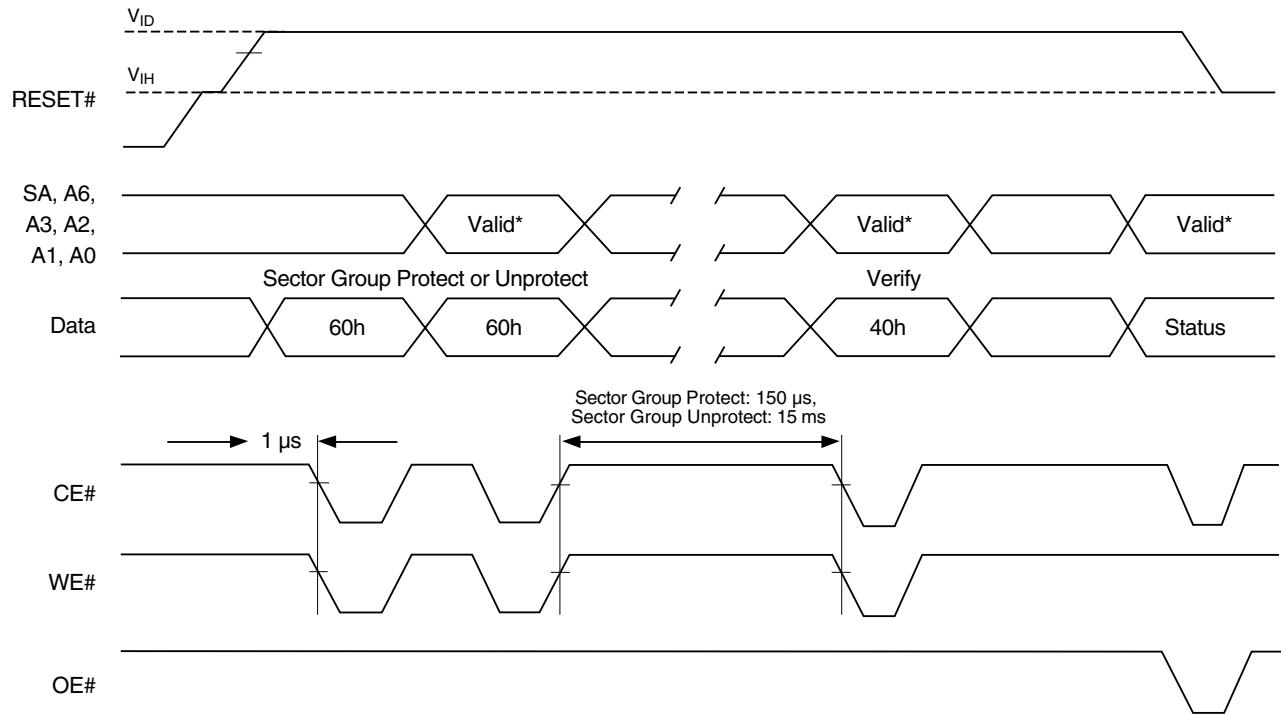 VID
VIH
RESET#
SA, A6,
A3, A2,
A1, A0
Valid*
Valid*
Valid*
Sector Group Protect or Unprotect
Verify
Data
60h
60h
40h
Status
Sector Group Protect: 150 µs,
Sector Group Unprotect: 15 ms
1 µs
CE#
WE#
OE#